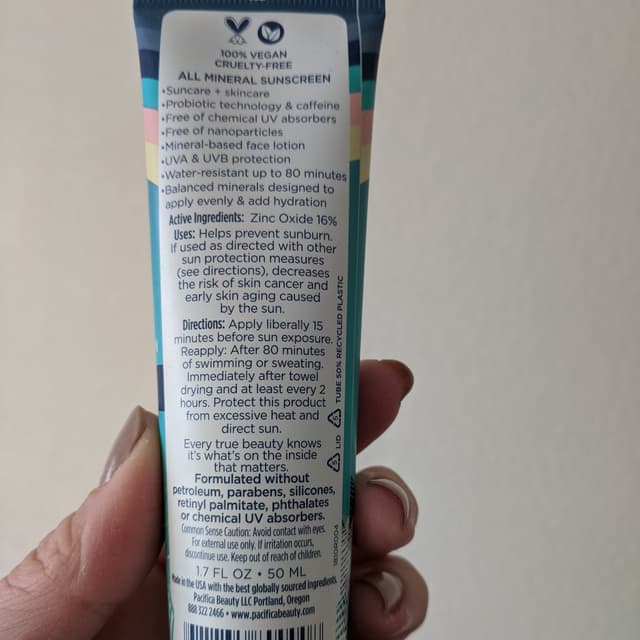 100% VEGAN
CRUELTY-FREE
ALL MINERAL SUNSCREEN
•Suncare + skincare
•Probiotic technology & caffeine
•Free of chemical UV absorbers
•Free of nanoparticles
•Mineral-based face lotion
•UVA & UVB protection
•Water-resistant up to 80 minutes
•Balanced minerals designed to
apply evenly & add hydration
Active Ingredients: Zinc Oxide 16%
Uses: Helps prevent sunburn.
If used as directed with other
sun protection measures
(see directions), decreases
the risk of skin cancer and
early skin aging caused
by the sun.
Directions: Apply liberally 15
minutes before sun exposure.
Reapply: After 80 minutes
of swimming or sweating.
Immediately after towel
drying and at least every 2
hours. Protect this product
from excessive heat and
direct sun.
Every true beauty knows
it's what's on the inside
that matters.
Formulated without
petroleum, parabens, silicones,
retinyl palmitate, phthalates
or chemical UV absorbers.
Common Sense Caution: Avoid contact with eyes.
For external use only. If irritation occurs,
discontinue use. Keep out of reach of children.
1.7 FL OZ • 50 ML
Made in the USA with the best globally sourced ingredients.
Pacifica Beauty LLC Portland, Oregon
888 322 2466 • www.pacificabeauty.com
LID
TUBE 50% RECYCLED PLASTIC